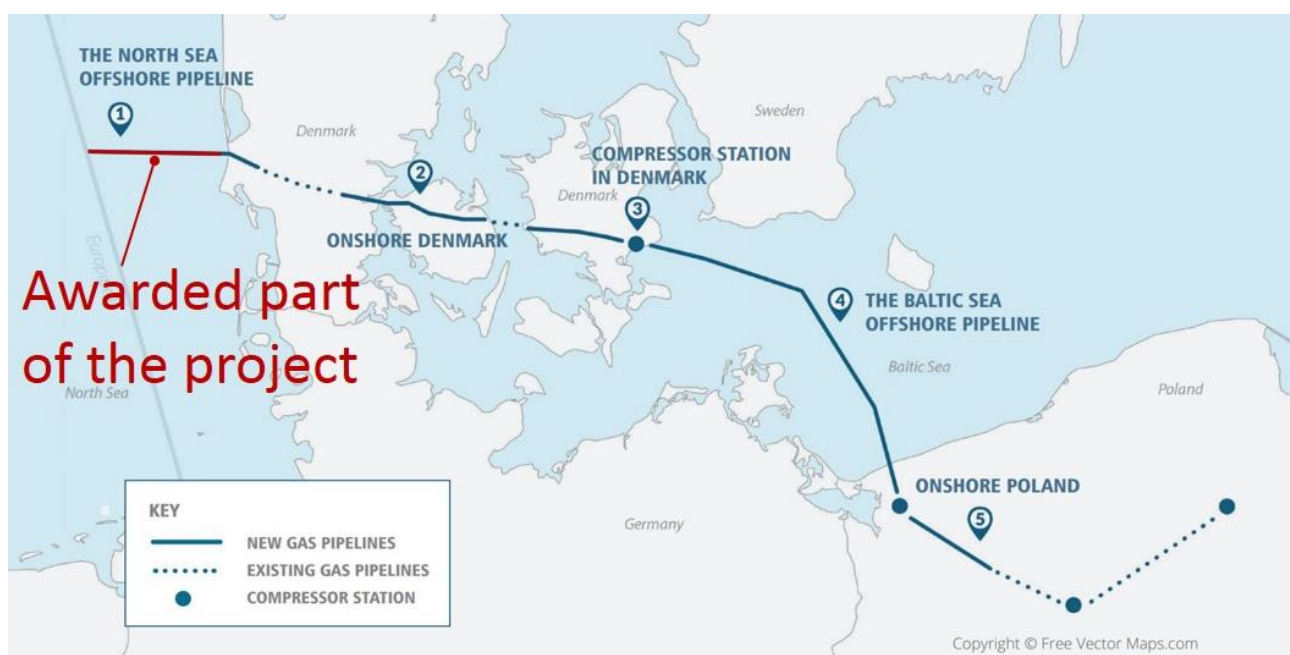 THE NORTH SEA
OFFSHORE PIPELINE
1
Denmark
Sweden
2
COMPRESSOR STATION
IN DENMARK
Denmark
3
ONSHORE DENMARK
Awarded part
of the project
4
THE BALTIC SEA
OFFSHORE PIPELINE
Baltic Sea
North Sea
Poland
ONSHORE POLAND
5
Germany
KEY
NEW GAS PIPELINES
EXISTING GAS PIPELINES
COMPRESSOR STATION
Copyright © Free Vector Maps.com